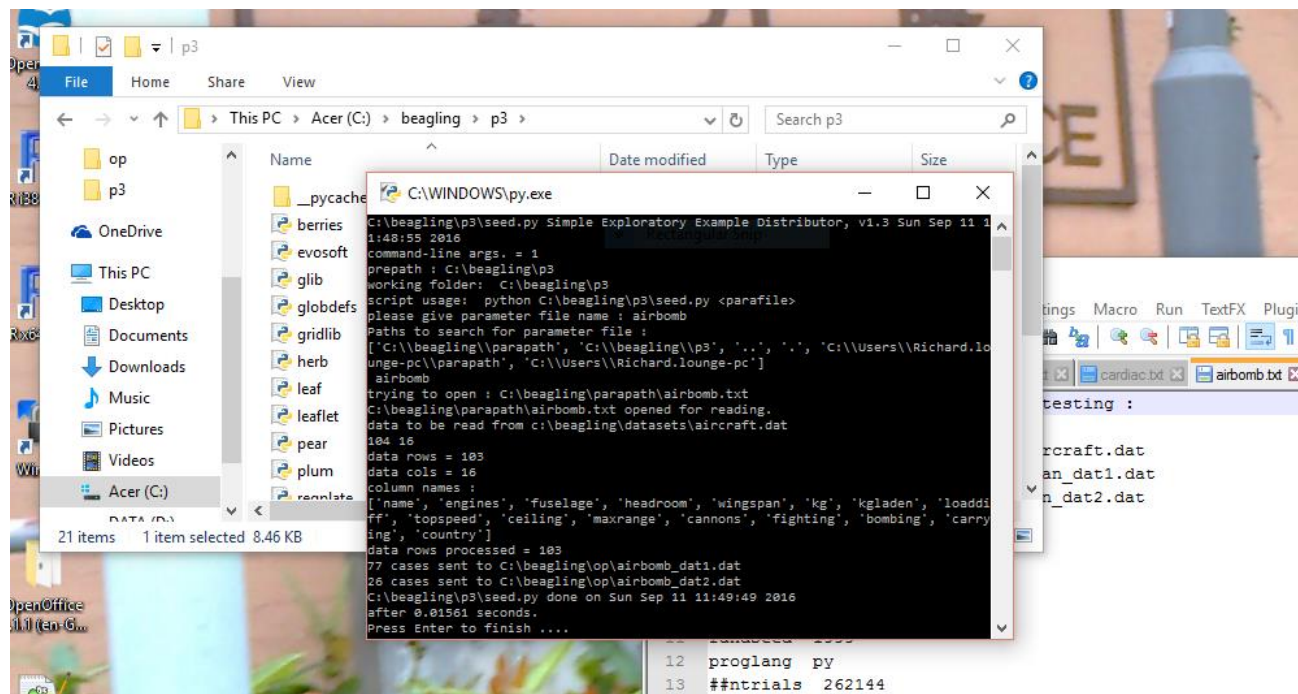 p3
File Home Share View
This PC > Acer (C:) > beagling > p3 >
Search p3
op
p3
OneDrive
This PC
Desktop
Documents
Downloads
Music
Pictures
Videos
Acer (C:)
Name Date modified Type Size
__pycache
berries
evosoft
glib
globdefs
gridlib
herb
leaf
leaflet
pear
plum
21 items 1 item selected 8.46 KB
C:\WINDOWS\py.exe
C:\beagling\p3\seed.py Simple Exploratory Example Distributor, v1.3 Sun Sep 11 1
1:48:55 2016
command-line args. = 1
prepath : C:\beagling\p3
working folder:  C:\beagling\p3
script usage:  python C:\beagling\p3\seed.py <parafile>
please give parameter file name : airbomb
Paths to search for parameter file :
['C:\\beagling\\parapath', 'C:\\beagling\\p3', '..', '.', 'C:\\Users\\Richard.lo
unge-pc\\parapath', 'C:\\Users\\Richard.lounge-pc']
airbomb
trying to open : C:\beagling\parapath\airbomb.txt
C:\beagling\parapath\airbomb.txt opened for reading.
data to be read from c:\beagling\datasets\aircraft.dat
104 16
data rows = 103
data cols = 16
column names :
['name', 'engines', 'fuselage', 'headroom', 'wingspan', 'kg', 'kgladen', 'loaddi
ff', 'topspeed', 'ceiling', 'maxrange', 'cannons', 'fighting', 'bombing', 'carry
ing', 'country']
data rows processed = 103
77 cases sent to C:\beagling\op\airbomb_dat1.dat
26 cases sent to C:\beagling\op\airbomb_dat2.dat
C:\beagling\p3\seed.py done on Sun Sep 11 11:49:49 2016
after 0.01561 seconds.
Press Enter to finish ....
tings Macro Run TextFX Plugi
cardiac.txt airbomb.txt
testing :
rcraft.dat
an_dat1.dat
n_dat2.dat
12 proglang py
13 ##ntrials 262144
OpenOffice
CE